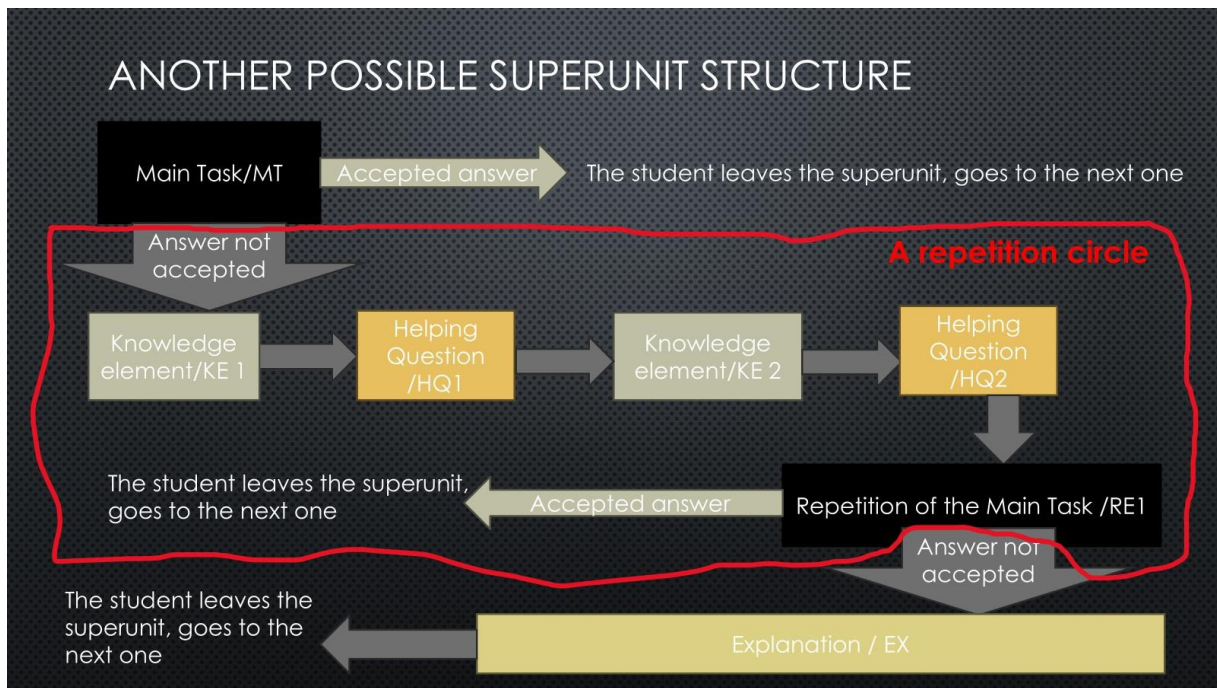 ANOTHER POSSIBLE SUPERUNIT STRUCTURE
Main Task/MT
Accepted answer
The student leaves the superunit, goes to the next one
Answer not
accepted
A repetition circle
Knowledge
element/KE 1
Helping
Question
/HQ1
Knowledge
element/KE 2
Helping
Question
/HQ2
The student leaves the superunit,
goes to the next one
Accepted answer
Repetition of the Main Task /RE1
Answer not
accepted
The student leaves the
superunit, goes to the
next one
Explanation / EX